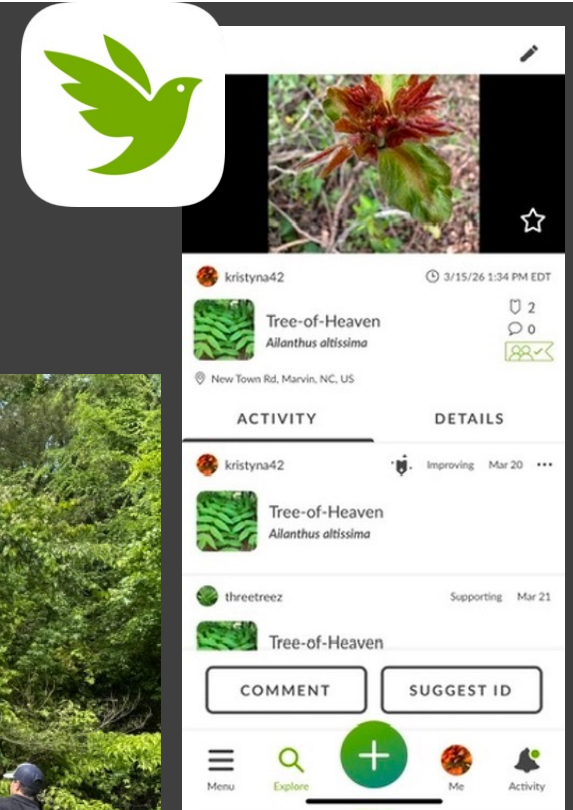 kristyna42 3/15/26 1:34 PM EDT
Tree-of-Heaven
Ailanthus altissima
2
0
New Town Rd, Marvin, NC, US
ACTIVITY DETAILS
kristyna42 Improving Mar 20
Tree-of-Heaven
Ailanthus altissima
threetreez Supporting Mar 21
Tree-of-Heaven
COMMENT SUGGEST ID
Menu Explore Me Activity